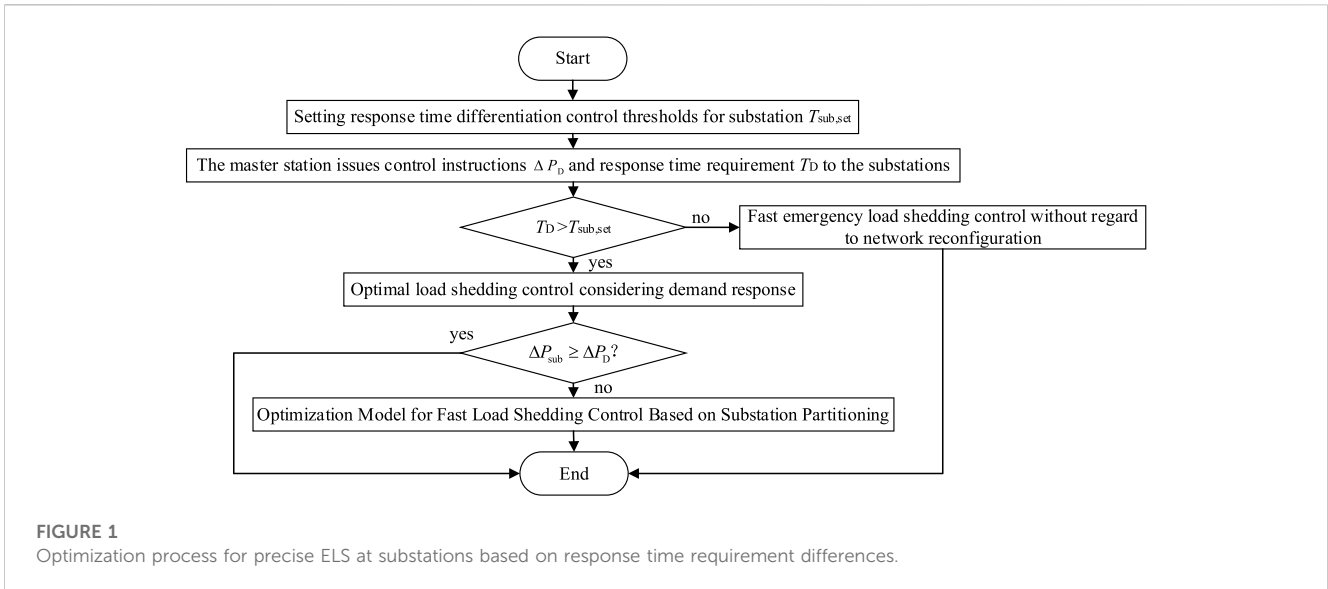 Start
Setting response time differentiation control thresholds for substation Tsub,set
The master station issues control instructions Δ PD and response time requirement TD to the substations
TD >Tsub,set
no
Fast emergency load shedding control without regard
to network reconfiguration
yes
Optimal load shedding control considering demand response
yes
ΔPsub ≥ ΔPD?
no
Optimization Model for Fast Load Shedding Control Based on Substation Partitioning
End
FIGURE 1
Optimization process for precise ELS at substations based on response time requirement differences.